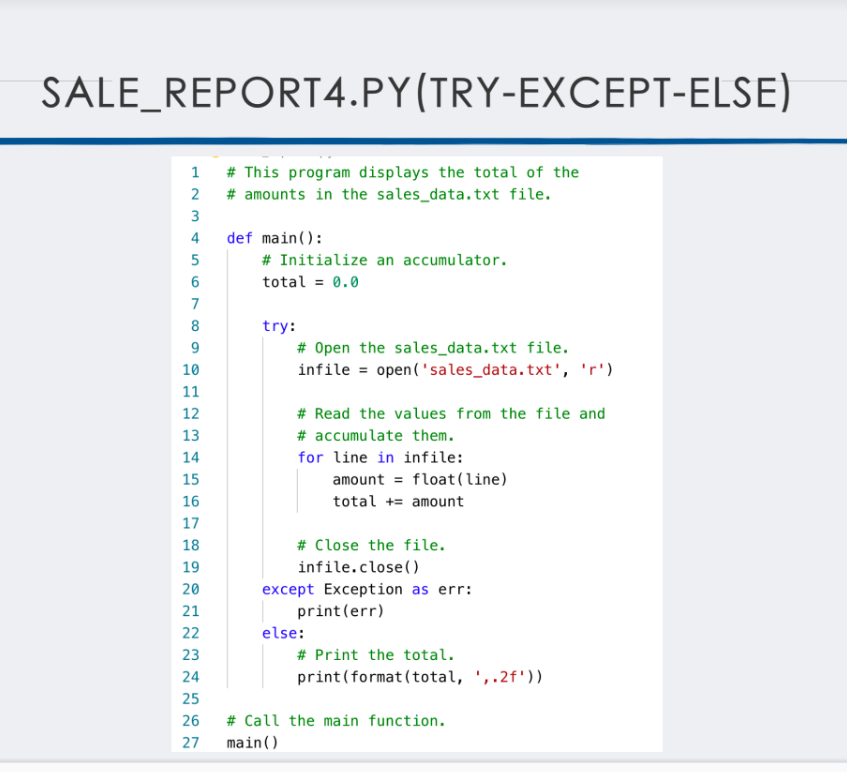 SALE_REPORT4.PY(TRY-EXCEPT-ELSE)
1 # This program displays the total of the
2 # amounts in the sales_data.txt file.
3
4 def main():
5     # Initialize an accumulator.
6     total = 0.0
7
8     try:
9         # Open the sales_data.txt file.
10         infile = open('sales_data.txt', 'r')
11
12         # Read the values from the file and
13         # accumulate them.
14         for line in infile:
15             amount = float(line)
16             total += amount
17
18         # Close the file.
19         infile.close()
20     except Exception as err:
21         print(err)
22     else:
23         # Print the total.
24         print(format(total, ',.2f'))
25
26 # Call the main function.
27 main()